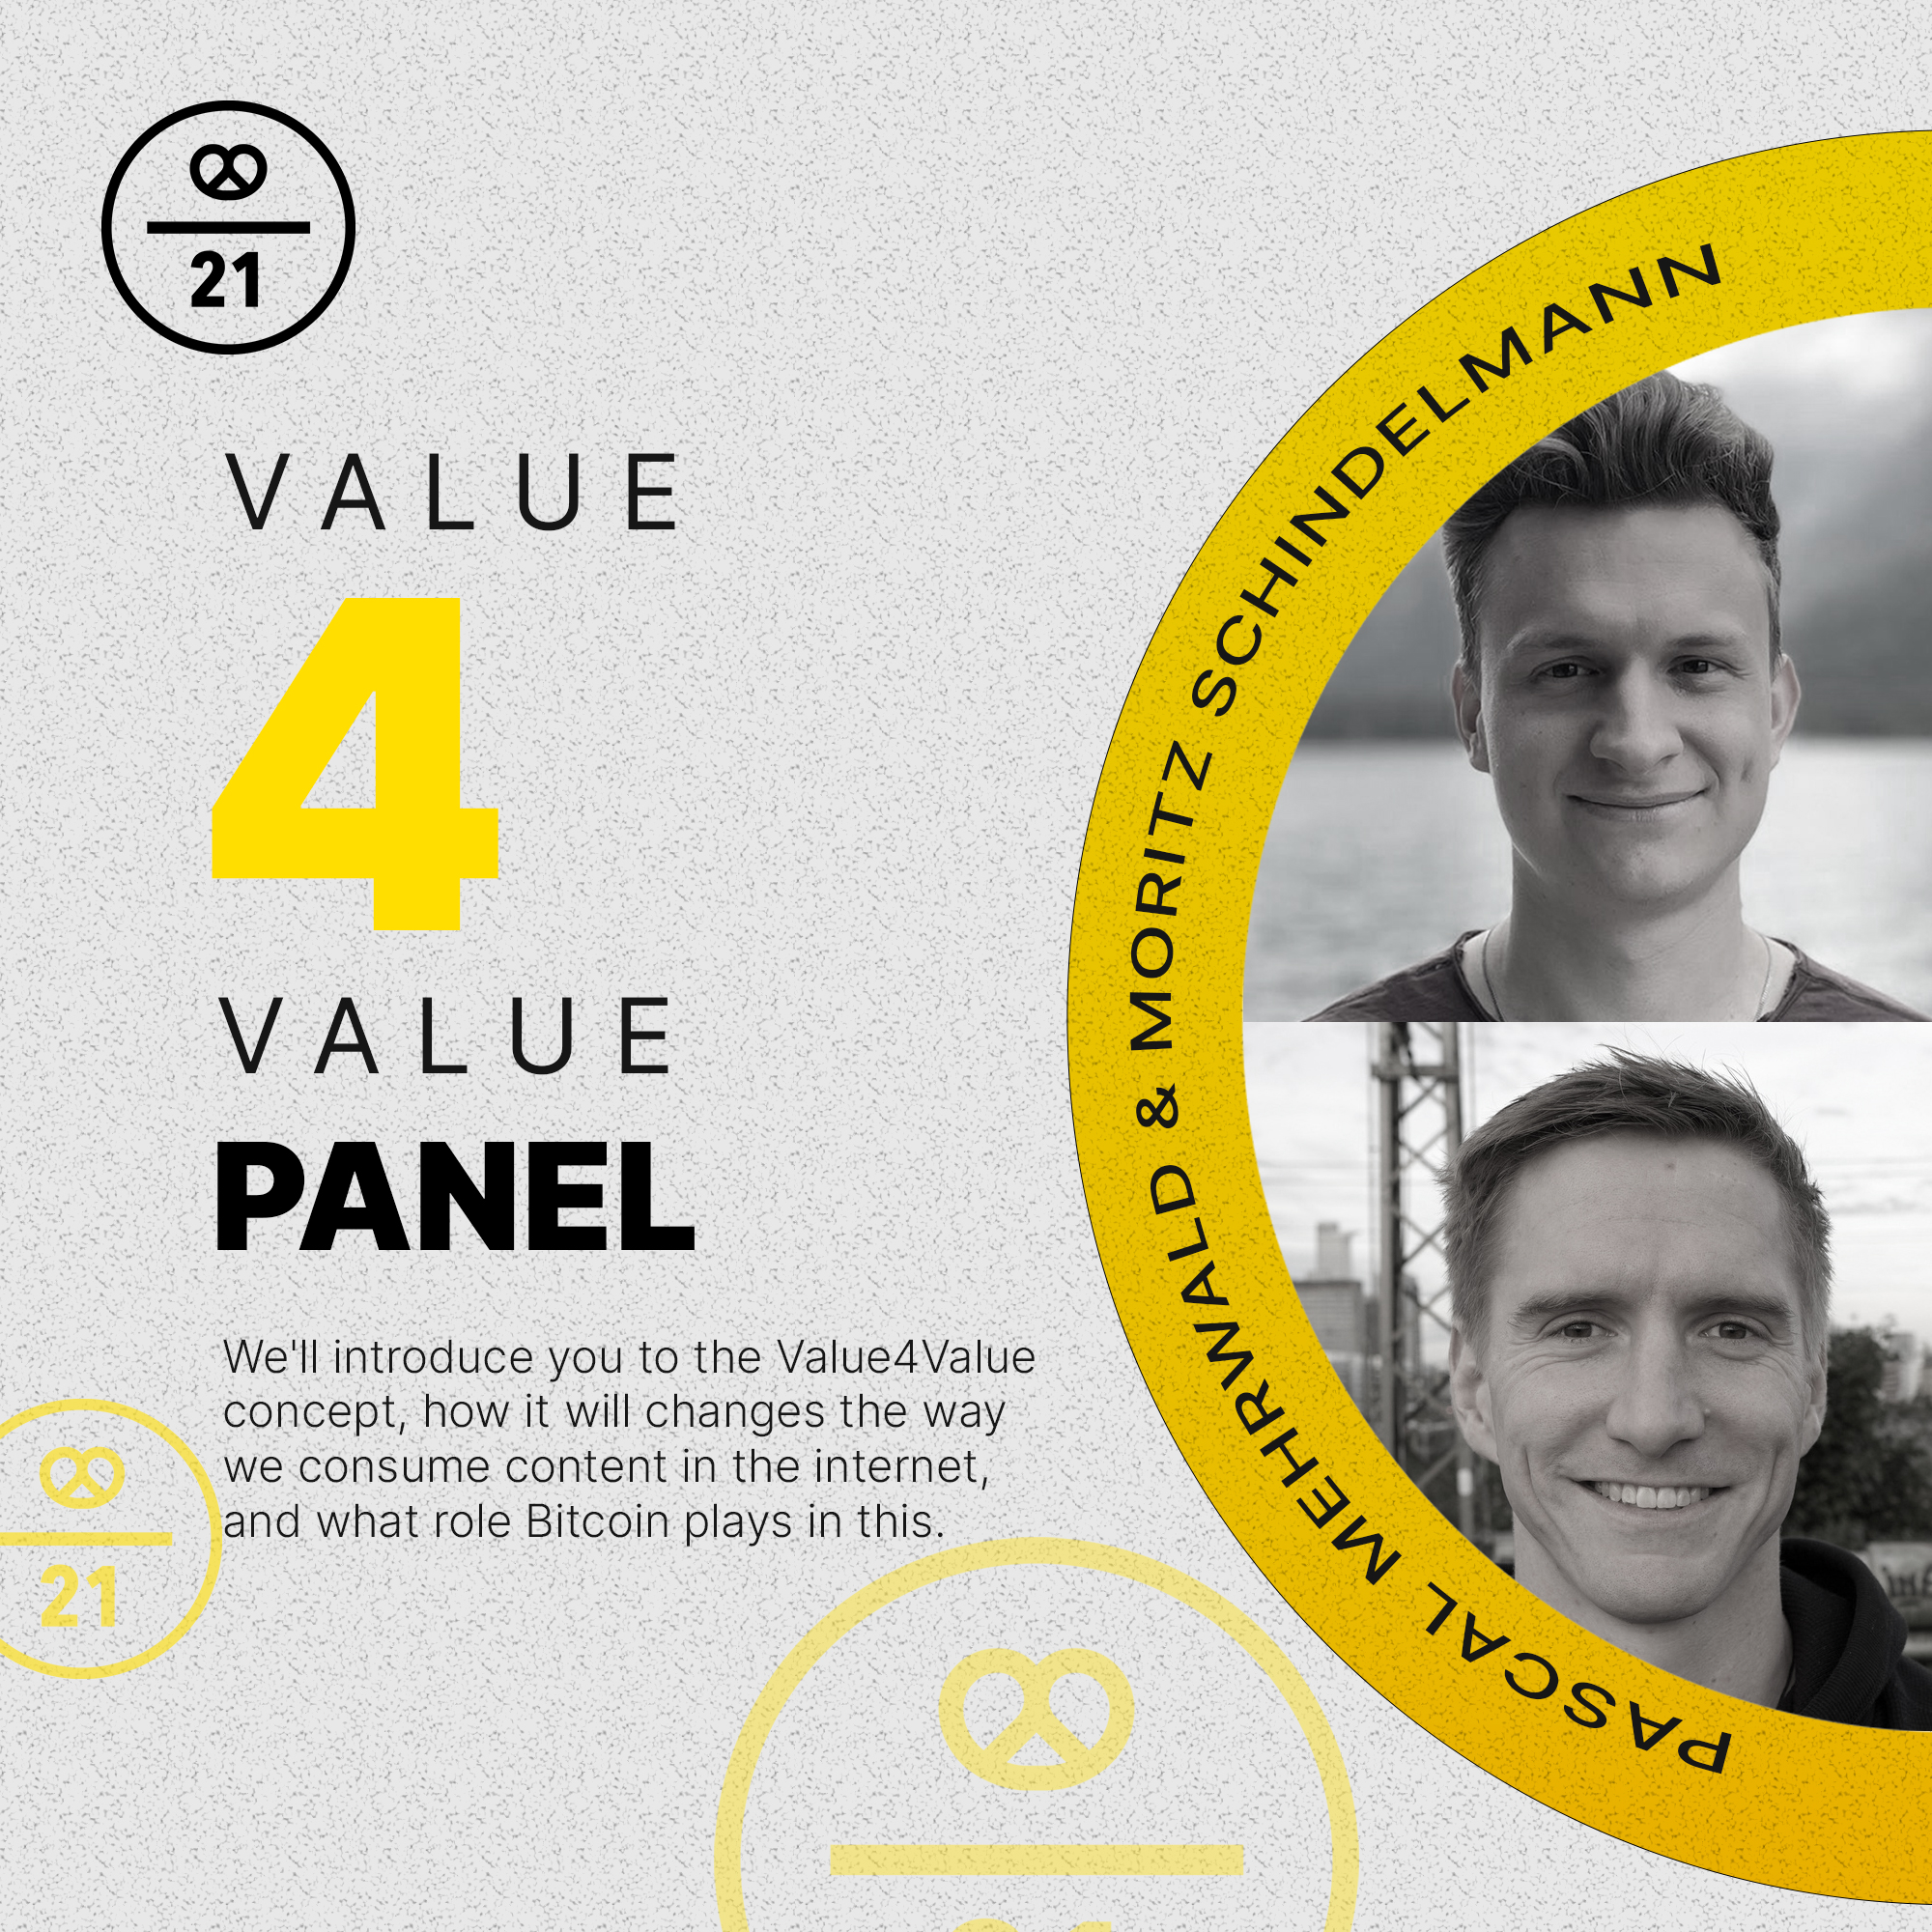 21
VALUE
4
VALUE
PANEL
We'll introduce you to the Value4Value
concept, how it will changes the way
we consume content in the internet,
and what role Bitcoin plays in this.
PASCAL MEHRWALD & MORITZ SCHINDELMANN
21